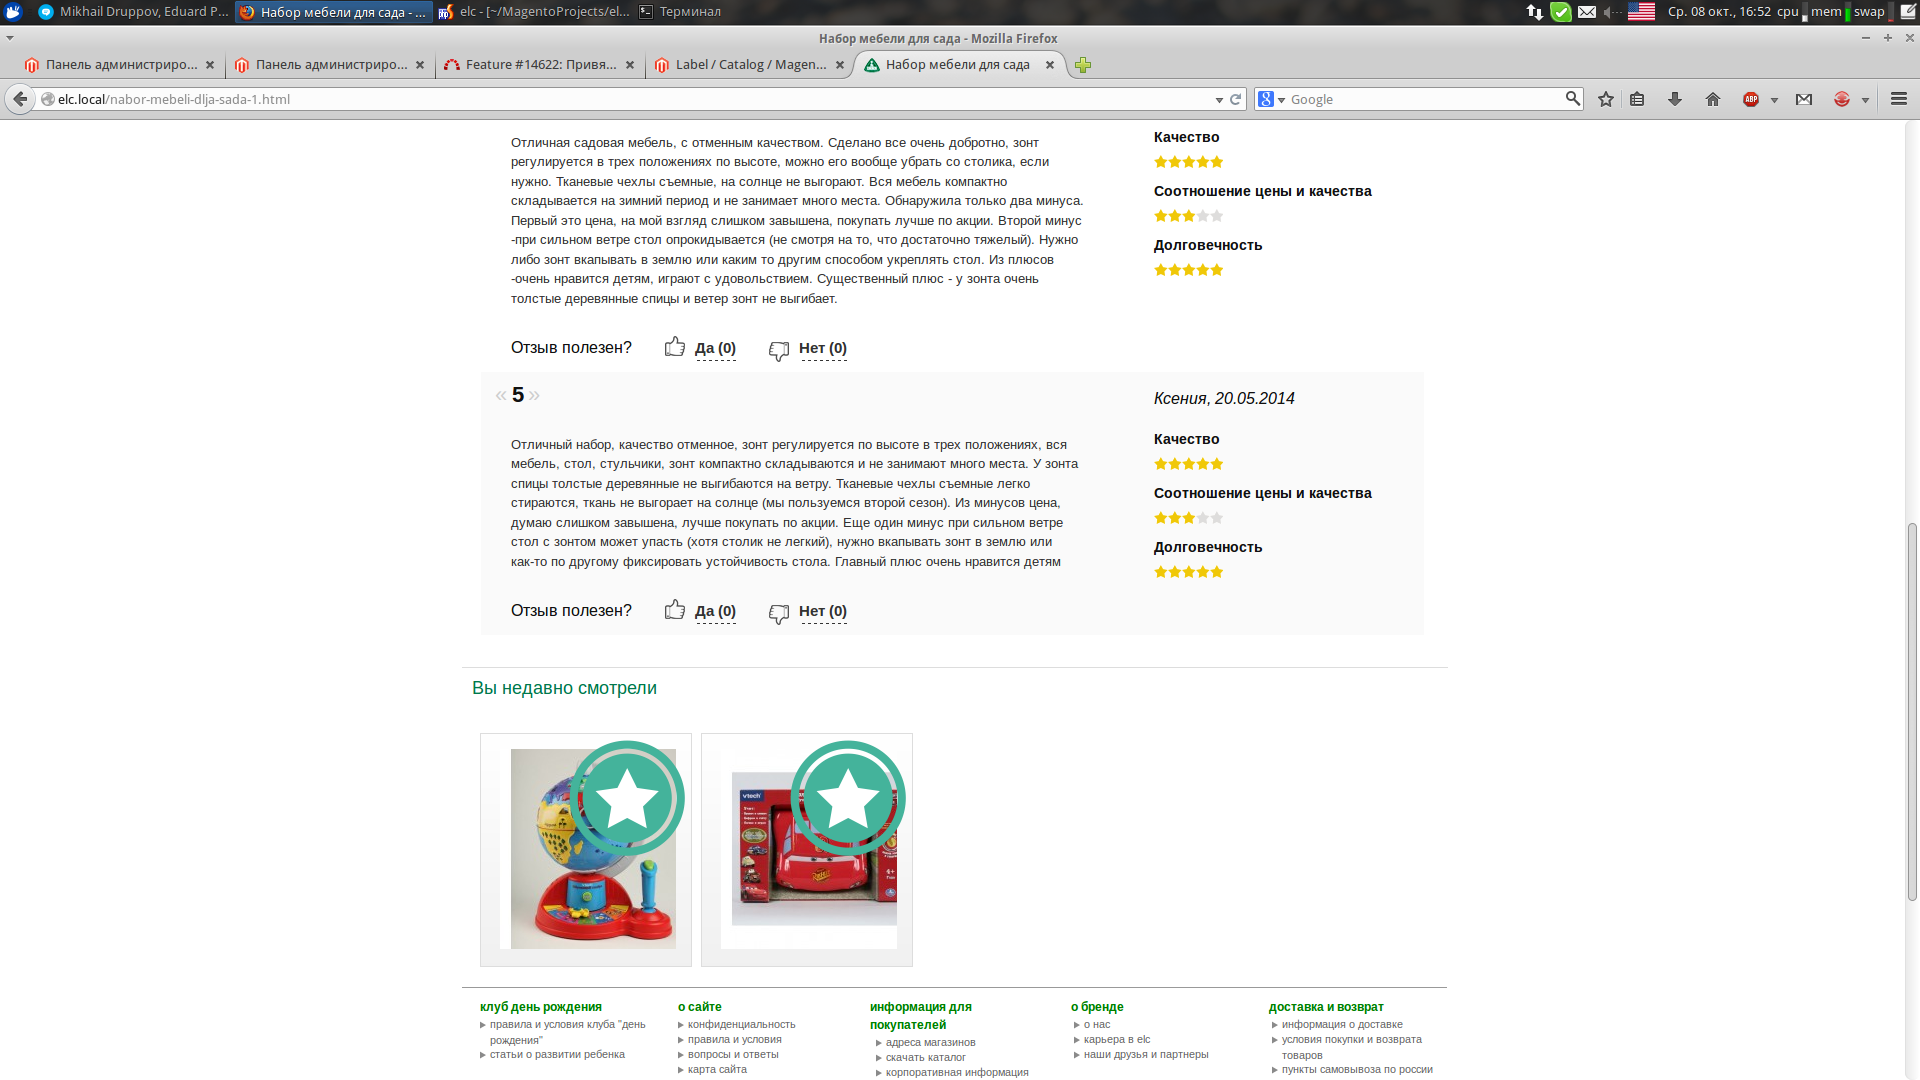 Mikhail Druppov, Eduard P...
Набор мебели для сада - ...
elc - [~/MagentoProjects/el...
Терминал
Ср. 08 окт., 16:52
cpu
mem
swap
Набор мебели для сада - Mozilla Firefox
Панель администриро...
Панель администриро...
Feature #14622: Привя...
Label / Catalog / Magen...
Набор мебели для сада
elc.local/nabor-mebeli-dlja-sada-1.html
Google
ABP
Отличная садовая мебель, с отменным качеством. Сделано все очень добротно, зонт
регулируется в трех положениях по высоте, можно его вообще убрать со столика, если
нужно. Тканевые чехлы съемные, на солнце не выгорают. Вся мебель компактно
складывается на зимний период и не занимает много места. Обнаружила только два минуса.
Первый это цена, на мой взгляд слишком завышена, покупать лучше по акции. Второй минус
-при сильном ветре стол опрокидывается (не смотря на то, что достаточно тяжелый). Нужно
либо зонт вкапывать в землю или каким то другим способом укреплять стол. Из плюсов
-очень нравится детям, играют с удовольствием. Существенный плюс - у зонта очень
толстые деревянные спицы и ветер зонт не выгибает.
Качество
Соотношение цены и качества
Долговечность
Отзыв полезен?
Да (0)
Нет (0)
« 5 »
Ксения, 20.05.2014
Отличный набор, качество отменное, зонт регулируется по высоте в трех положениях, вся
мебель, стол, стульчики, зонт компактно складываются и не занимают много места. У зонта
спицы толстые деревянные не выгибаются на ветру. Тканевые чехлы съемные легко
стираются, ткань не выгорает на солнце (мы пользуемся второй сезон). Из минусов цена,
думаю слишком завышена, лучше покупать по акции. Еще один минус при сильном ветре
стол с зонтом может упасть (хотя столик не легкий), нужно вкапывать зонт в землю или
как-то по другому фиксировать устойчивость стола. Главный плюс очень нравится детям
Качество
Соотношение цены и качества
Долговечность
Отзыв полезен?
Да (0)
Нет (0)
Вы недавно смотрели
vtech
клуб день рождения
правила и условия клуба "день
рождения"
статьи о развитии ребенка
о сайте
конфиденциальность
правила и условия
вопросы и ответы
карта сайта
информация для
покупателей
адреса магазинов
скачать каталог
корпоративная информация
о бренде
о нас
карьера в elc
наши друзья и партнеры
доставка и возврат
информация о доставке
условия покупки и возврата
товаров
пункты самовывоза по россии